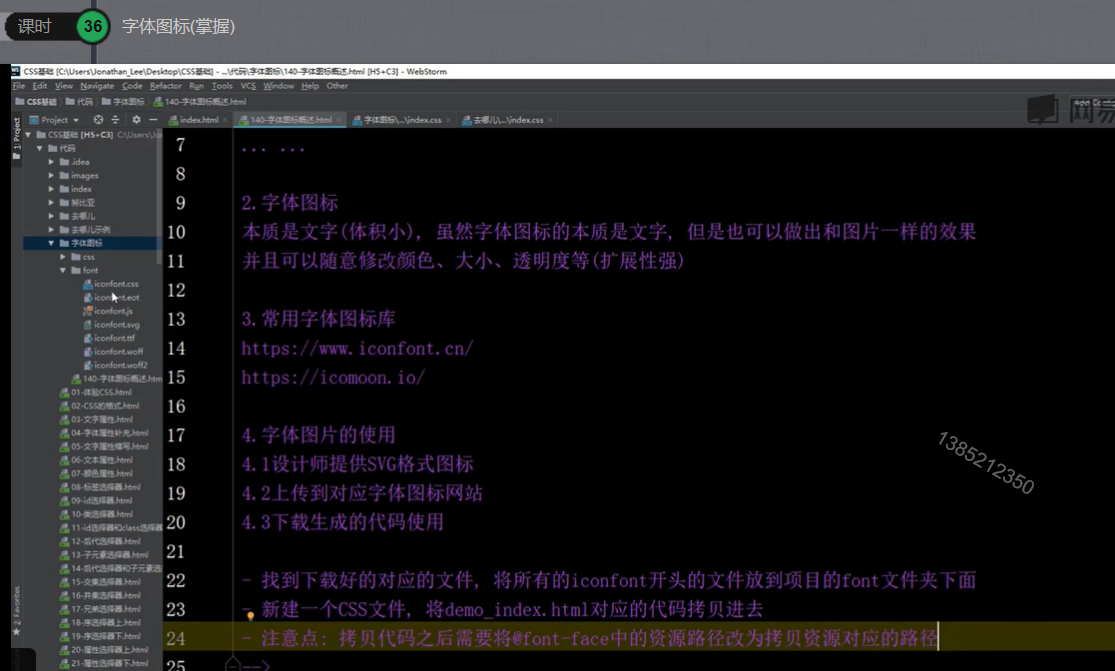 课时 36 字体图标(掌握)
CSS基础 [C:\Users\Jonathan_Lee\Desktop\CSS基础] - ...\代码\字体图标\140-字体图标概述.html [H5+C3] - WebStorm
File Edit View Navigate Code Refactor Run Tools VCS Window Help Other
CSS基础 代码 字体图标 140-字体图标概述.html
Project
index.html 140-字体图标概述.html 字体图标\...\index.css 去哪儿\...\index.css
网易
1: Project
CSS基础 [H5+C3] C:\Users\Jo
代码
.idea
images
index
努比亚
去哪儿
去哪儿示例
字体图标
css
font
iconfont.css
iconfont.eot
iconfont.js
iconfont.svg
iconfont.ttf
iconfont.woff
iconfont.woff2
140-字体图标概述.htm
01-体验CSS.html
02-CSS的格式.html
03-文字属性.html
04-字体属性补充.html
05-文字属性缩写.html
06-文本属性.html
07-颜色属性.html
08-标签选择器.html
09-id选择器.html
10-类选择器.html
11-id选择器和class选择器
12-后代选择器.html
13-子元素选择器.html
14-后代选择器和子元素选
15-交集选择器.html
16-并集选择器.html
17-兄弟选择器.html
18-序选择器上.html
19-序选择器下.html
20-属性选择器上.html
21-属性选择器下.html
2: Favorites
7 ... ...
8
9 2.字体图标
10 本质是文字(体积小), 虽然字体图标的本质是文字, 但是也可以做出和图片一样的效果
11 并且可以随意修改颜色、大小、透明度等(扩展性强)
12
13 3.常用字体图标库
14 https://www.iconfont.cn/
15 https://icomoon.io/
16
17 4.字体图片的使用
18 4.1设计师提供SVG格式图标
19 4.2上传到对应字体图标网站
20 4.3下载生成的代码使用
21
22 - 找到下载好的对应的文件, 将所有的iconfont开头的文件放到项目的font文件夹下面
23 - 新建一个CSS文件, 将demo_index.html对应的代码拷贝进去
24 - 注意点: 拷贝代码之后需要将@font-face中的资源路径改为拷贝资源对应的路径
25 -->
1385212350